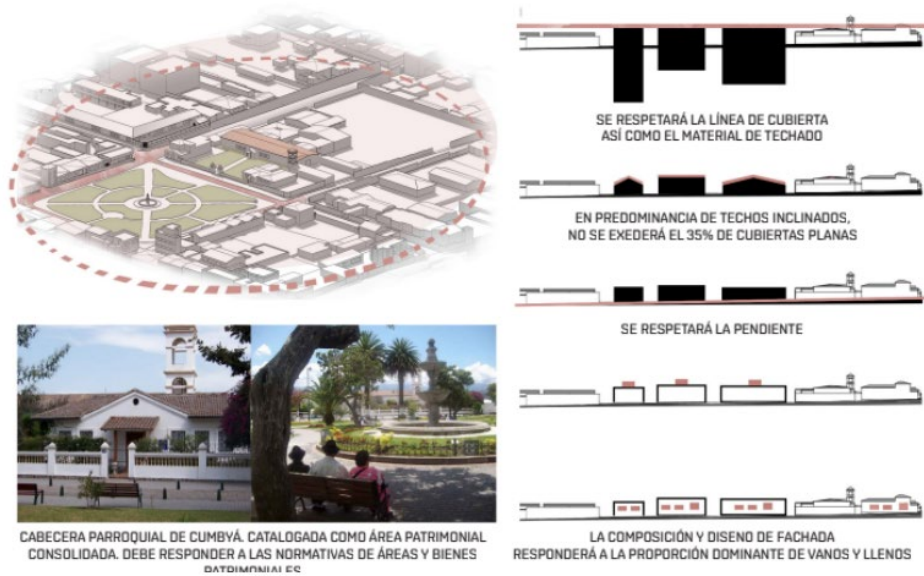 SE RESPETARÁ LA LÍNEA DE CUBIERTA
ASÍ COMO EL MATERIAL DE TECHADO
EN PREDOMINANCIA DE TECHOS INCLINADOS,
NO SE EXEDERÁ EL 35% DE CUBIERTAS PLANAS
SE RESPETARÁ LA PENDIENTE
CABECERA PARROQUIAL DE CUMBYÁ. CATALOGADA COMO ÁREA PATRIMONIAL
CONSOLIDADA. DEBE RESPONDER A LAS NORMATIVAS DE ÁREAS Y BIENES
PATRIMONIALES
LA COMPOSICIÓN Y DISENO DE FACHADA
RESPONDERÁ A LA PROPORCIÓN DOMINANTE DE VANOS Y LLENOS